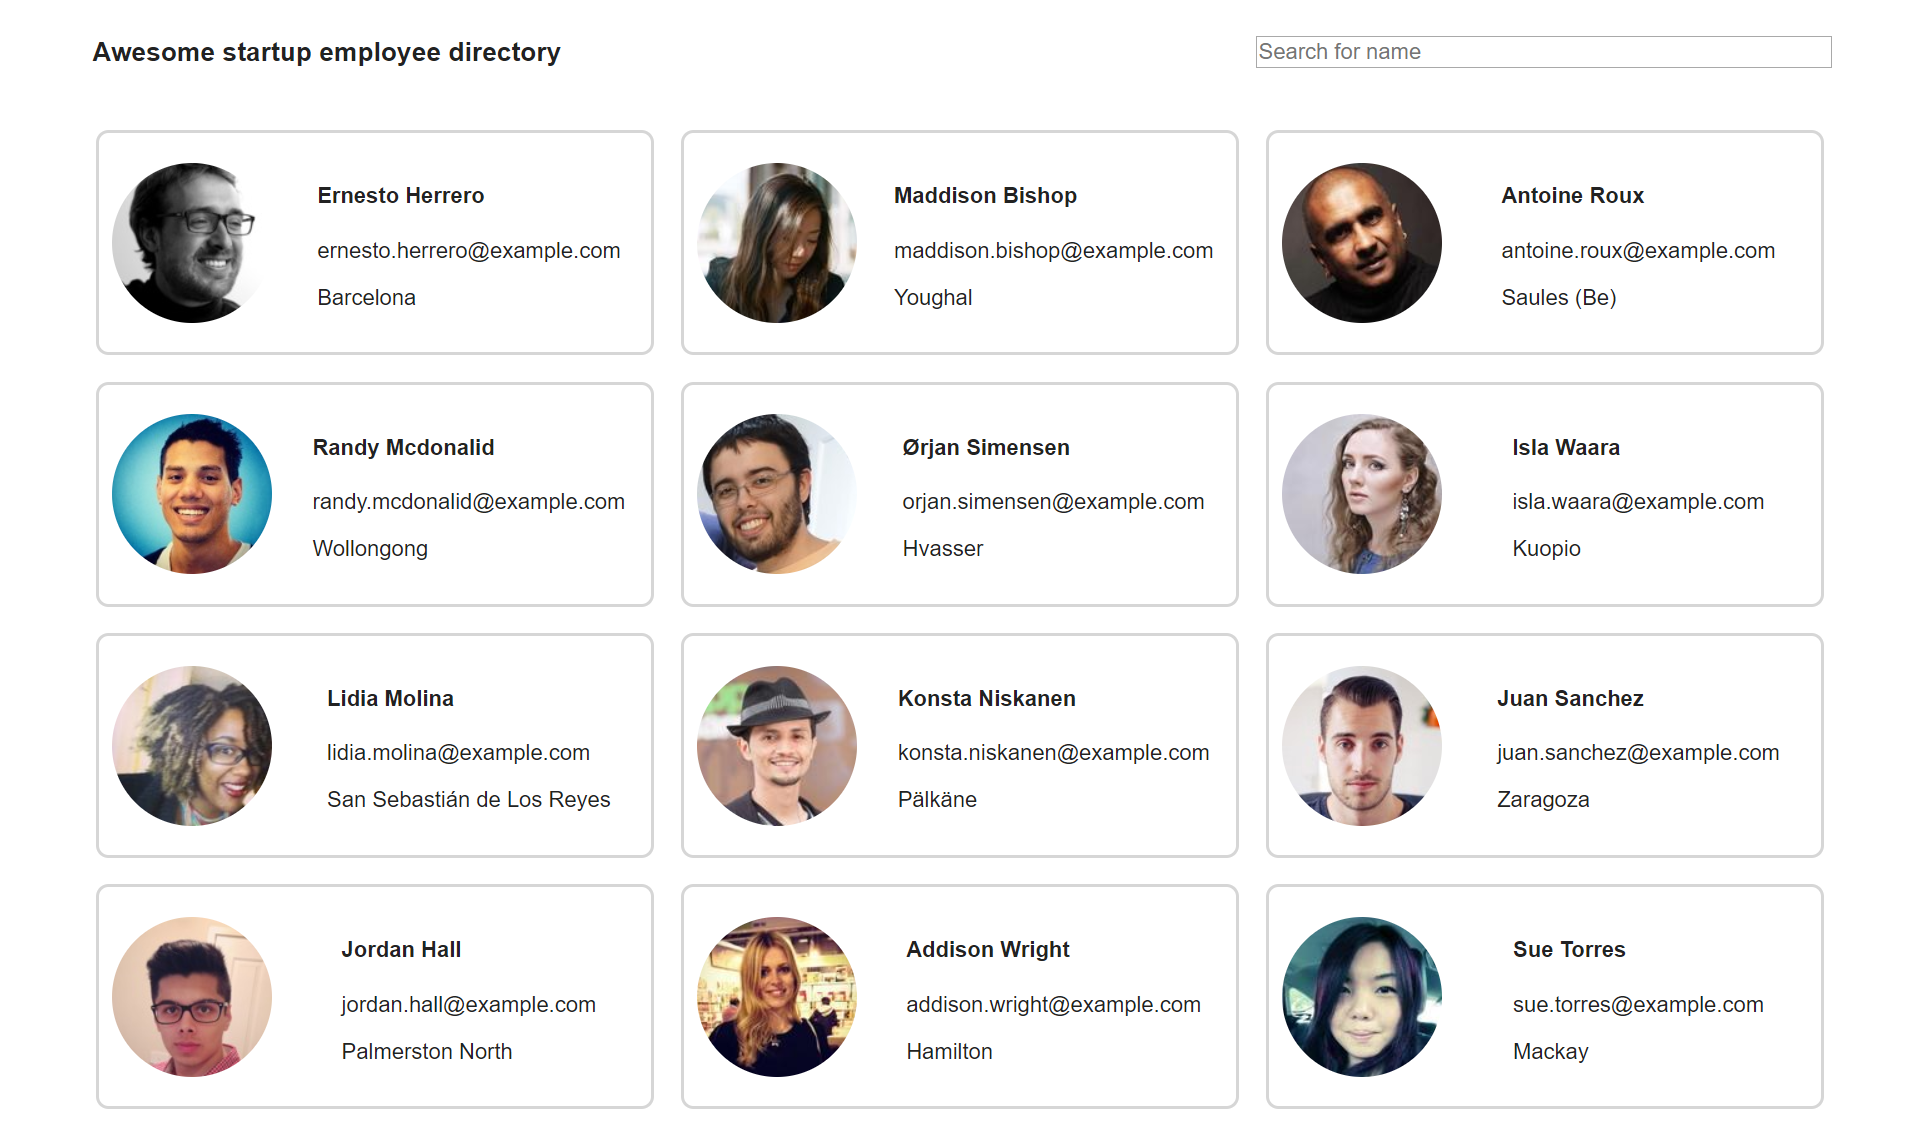 Awesome startup employee directory
Search for name
Ernesto Herrero
ernesto.herrero@example.com
Barcelona
Maddison Bishop
maddison.bishop@example.com
Youghal
Antoine Roux
antoine.roux@example.com
Saules (Be)
Randy Mcdonalid
randy.mcdonalid@example.com
Wollongong
Ørjan Simensen
orjan.simensen@example.com
Hvasser
Isla Waara
isla.waara@example.com
Kuopio
Lidia Molina
lidia.molina@example.com
San Sebastián de Los Reyes
Konsta Niskanen
konsta.niskanen@example.com
Pälkäne
Juan Sanchez
juan.sanchez@example.com
Zaragoza
Jordan Hall
jordan.hall@example.com
Palmerston North
Addison Wright
addison.wright@example.com
Hamilton
Sue Torres
sue.torres@example.com
Mackay